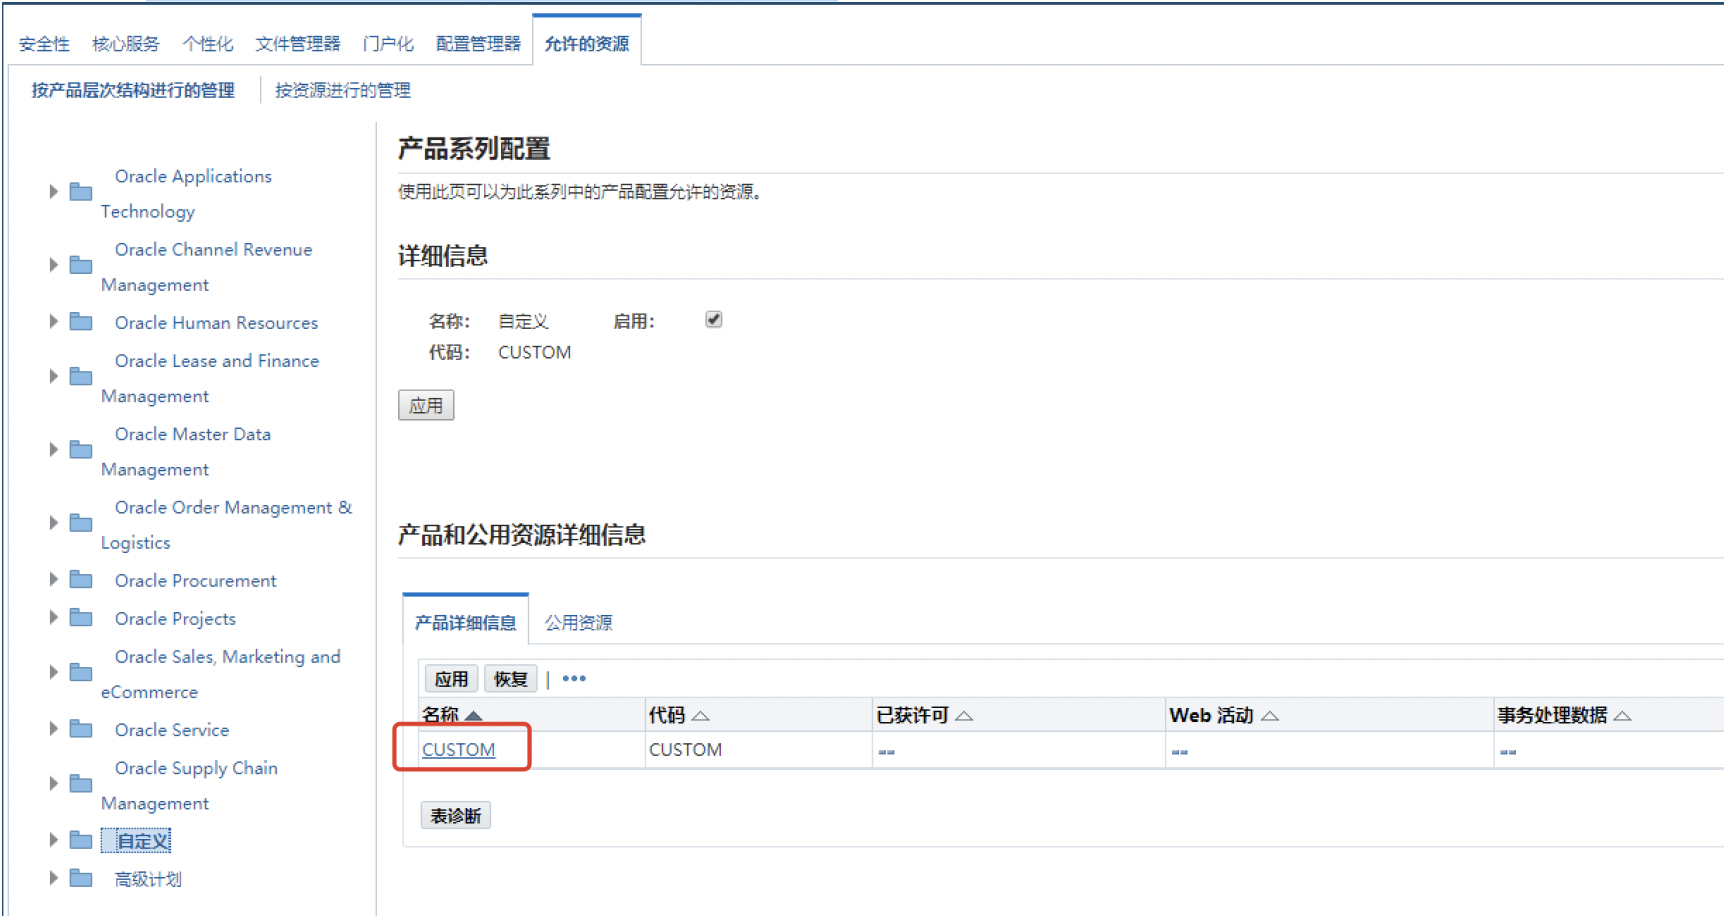 安全性 核心服务 个性化 文件管理器 门户化 配置管理器 允许的资源
按产品层次结构进行的管理 按资源进行的管理
Oracle Applications
Technology
Oracle Channel Revenue
Management
Oracle Human Resources
Oracle Lease and Finance
Management
Oracle Master Data
Management
Oracle Order Management &
Logistics
Oracle Procurement
Oracle Projects
Oracle Sales, Marketing and
eCommerce
Oracle Service
Oracle Supply Chain
Management
自定义
高级计划
产品系列配置
使用此页可以为此系列中的产品配置允许的资源。
详细信息
名称: 自定义 启用:
代码: CUSTOM
应用
产品和公用资源详细信息
产品详细信息 公用资源
应用 恢复 | •••
名称 代码 已获许可 Web 活动 事务处理数据
CUSTOM CUSTOM -- -- --
表诊断